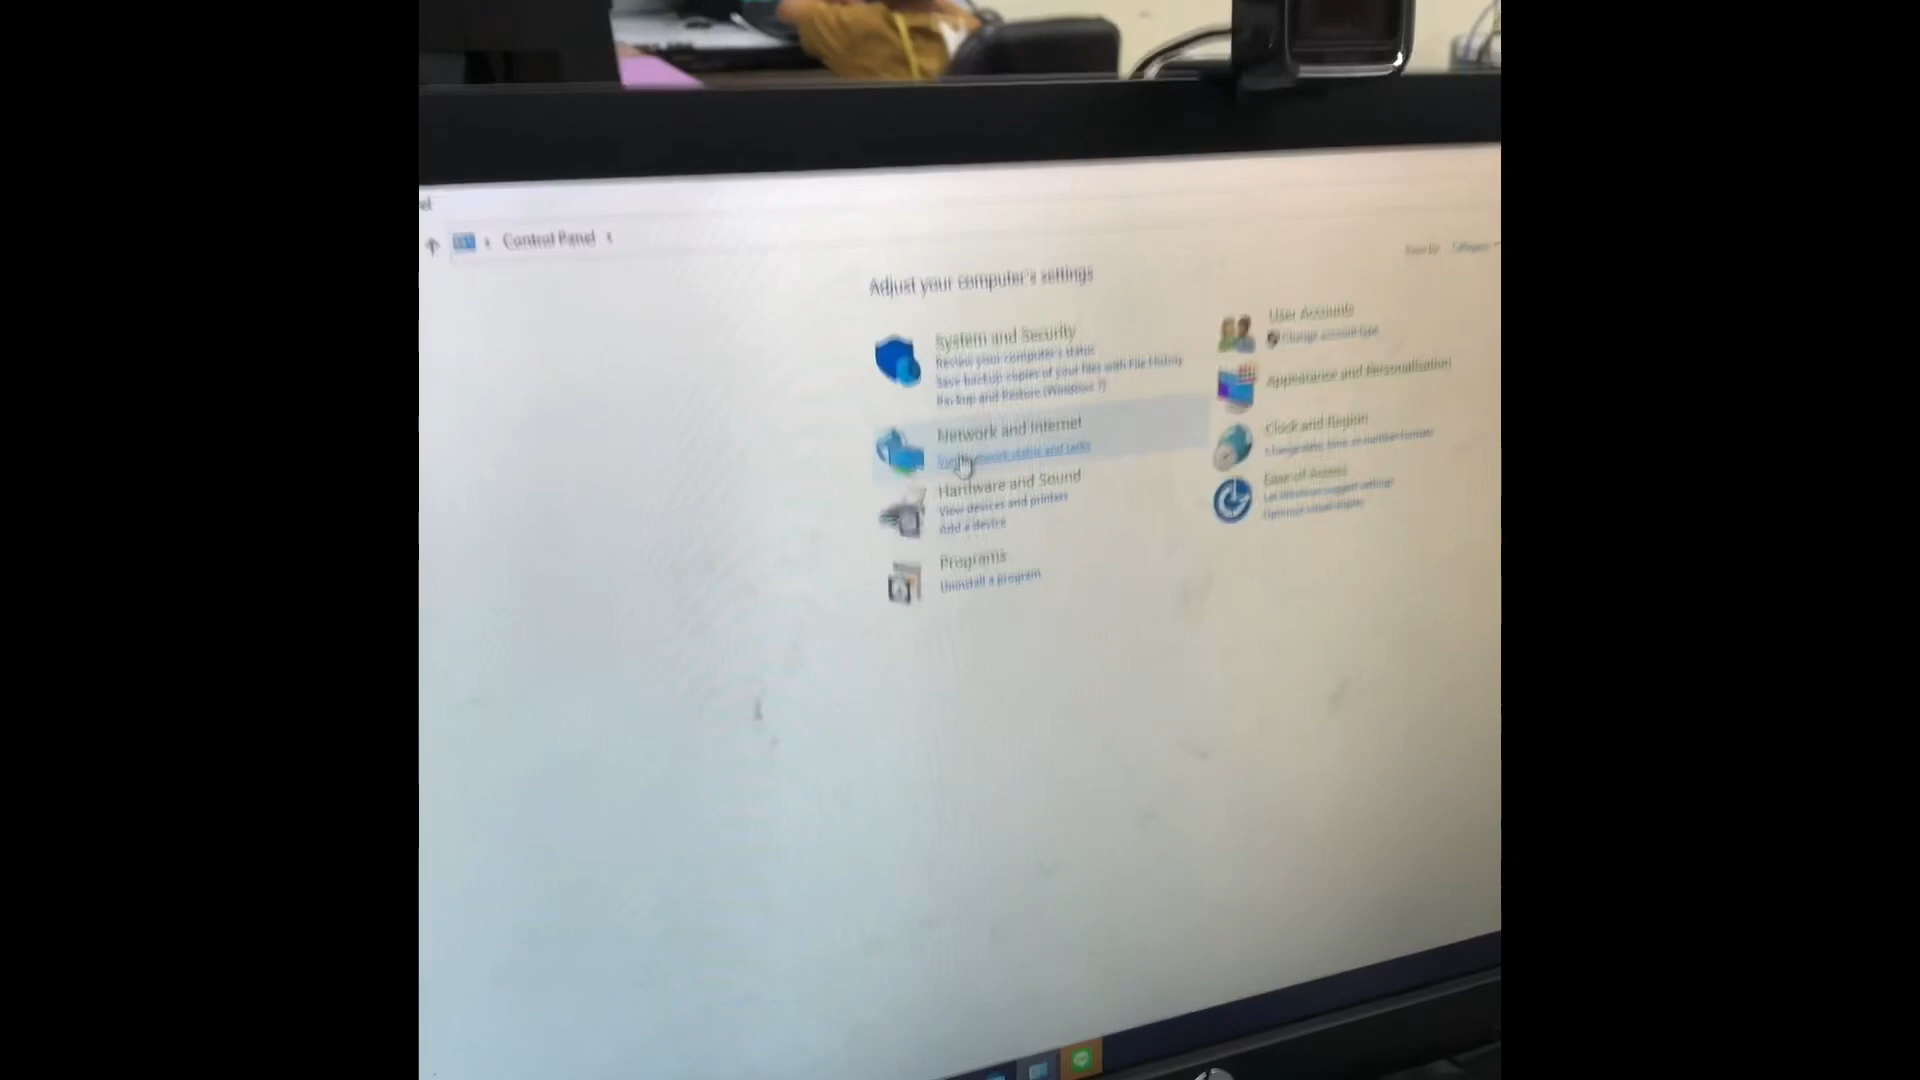 Control Panel
Adjust your computer's settings
System and Security
Review your computer's status
Save backup copies of your files with File History
Backup and Restore (Windows 7)
Network and Internet
network status and tasks
Hardware and Sound
View devices and printers
Add a device
Programs
Uninstall a program
View by: Category
User Accounts
Change account type
Appearance and Personalisation
Clock and Region
Change date, time, or number formats
Ease of Access
Let Windows suggest settings
Optimise visual display